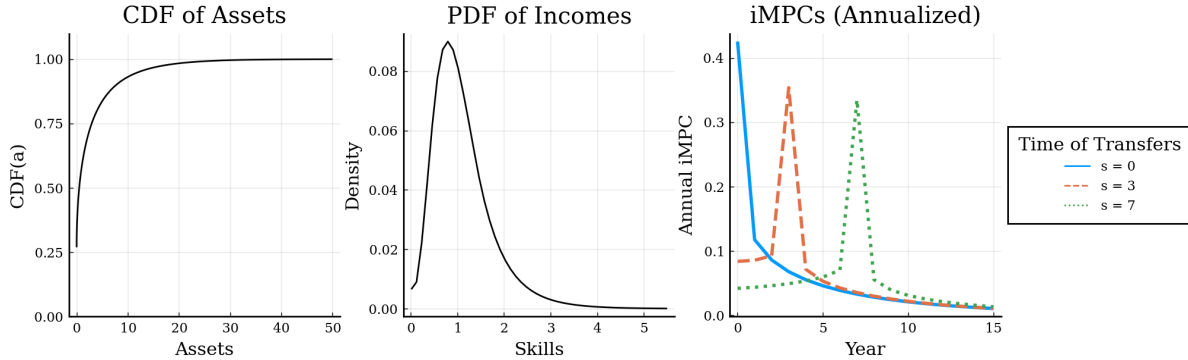 CDF of Assets
CDF(a)
1.00
0.75
0.50
0.25
0 10 20 30 40 50
Assets
PDF of Incomes
Density
0.08
0.06
0.04
0.02
0.00
0 1 2 3 4 5
Skills
iMPCs (Annualized)
Annual iMPC
0.4
0.3
0.2
0.1
0.0
0 5 10 15
Year
Time of Transfers
s = 0
s = 3
s = 7